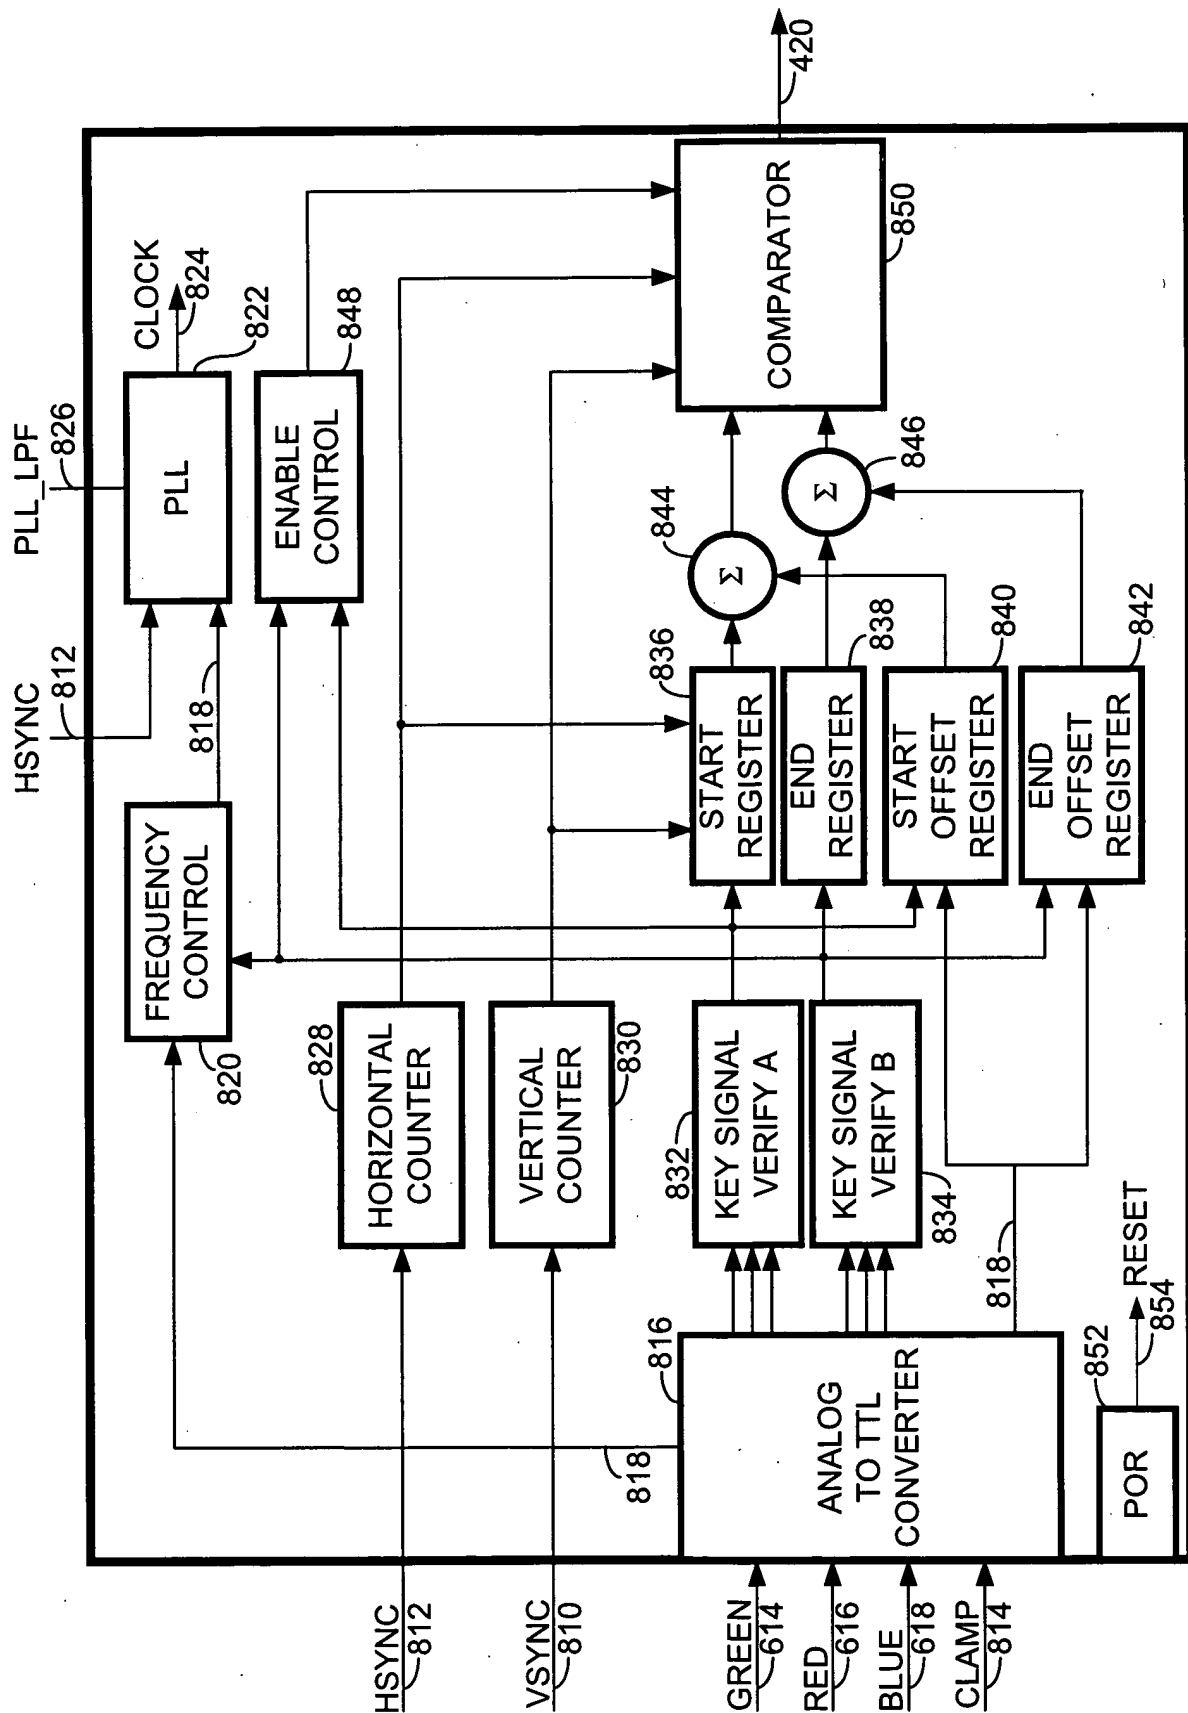 HSYNC
812
PLL_LPF
826
FREQUENCY
CONTROL
820
818
PLL
822
CLOCK
824
ENABLE
CONTROL
848
HSYNC
812
HORIZONTAL
COUNTER
828
VSYNC
810
VERTICAL
COUNTER
830
818
816
GREEN
614
RED
616
BLUE
618
CLAMP
814
ANALOG
TO TTL
CONVERTER
KEY SIGNAL
VERIFY A
832
KEY SIGNAL
VERIFY B
834
818
START
REGISTER
836
END
REGISTER
838
START
OFFSET
REGISTER
840
END
OFFSET
REGISTER
842
Σ
844
Σ
846
COMPARATOR
850
420
POR
852
RESET
854